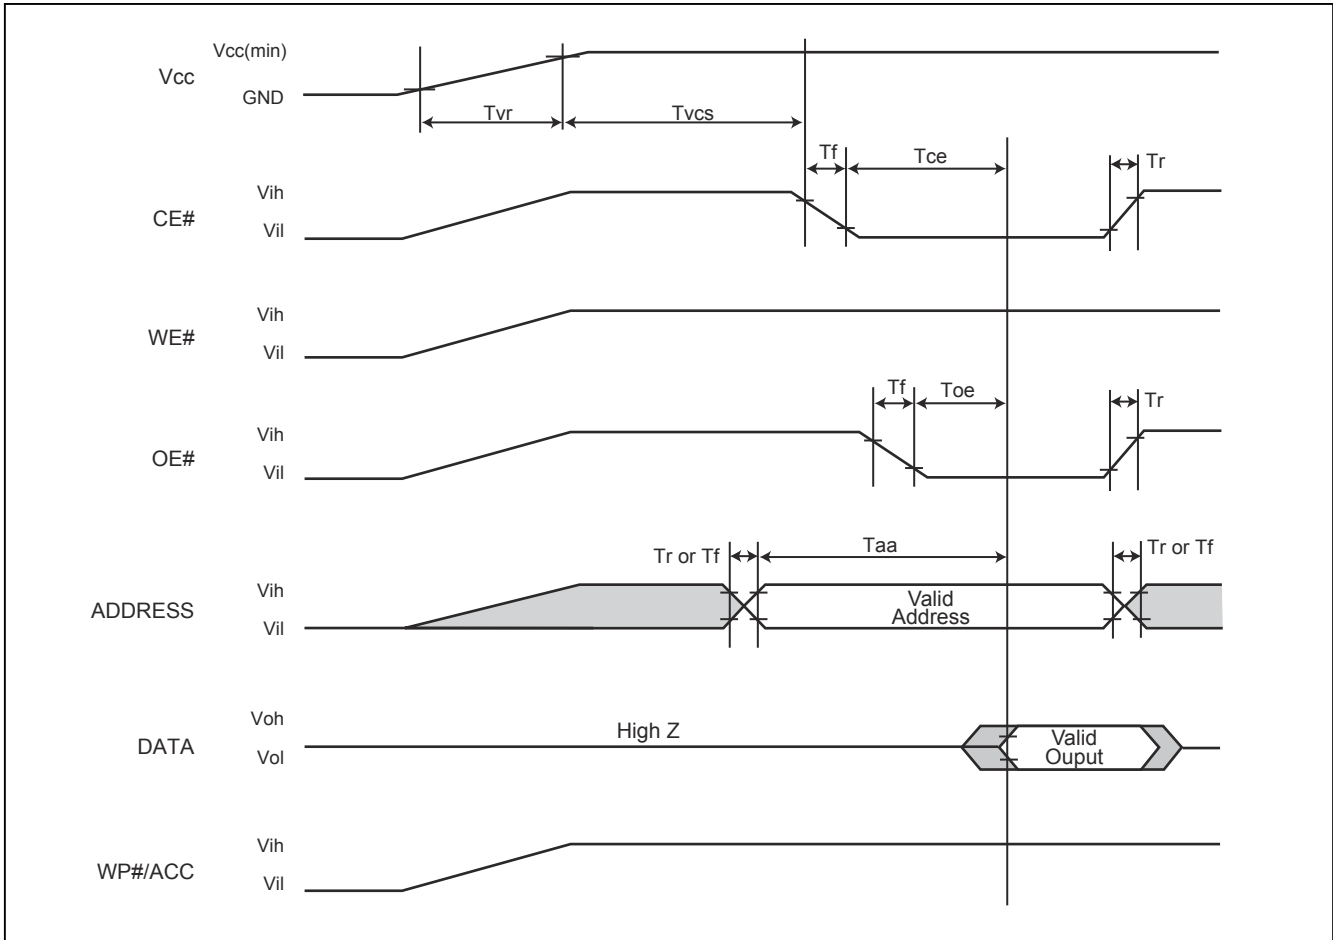 Vcc(min)
Vcc
GND
Tvr
Tvcs
Tf
Tce
Tr
Vih
CE#
Vil
Vih
WE#
Vil
Tf
Toe
Tr
Vih
OE#
Vil
Tr or Tf
Taa
Tr or Tf
Vih
ADDRESS
Vil
Valid
Address
Voh
DATA
Vol
High Z
Valid
Ouput
Vih
WP#/ACC
Vil